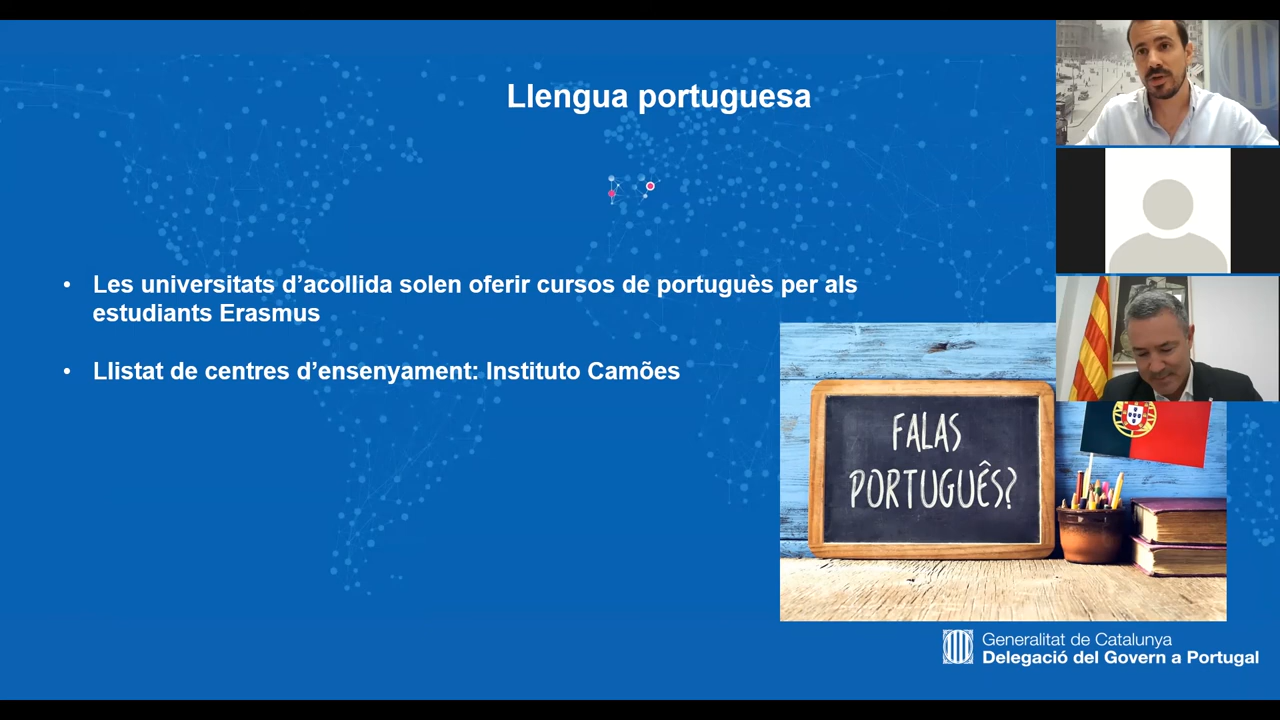 Llengua portuguesa
• Les universitats d’acollida solen oferir cursos de portuguès per als
estudiants Erasmus
• Llistat de centres d’ensenyament: Instituto Camões
FALAS
PORTUGUÊS?
Generalitat de Catalunya
Delegació del Govern a Portugal